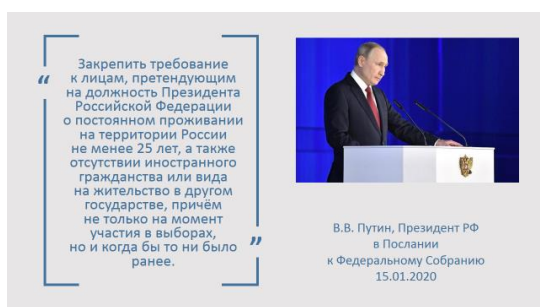 “
Закрепить требование
к лицам, претендующим
на должность Президента
Российской Федерации
о постоянном проживании
на территории России
не менее 25 лет, а также
отсутствии иностранного
гражданства или вида
на жительство в другом
государстве, причём
не только на момент
участия в выборах,
но и когда бы то ни было
ранее.
”
В.В. Путин, Президент РФ
в Послании
к Федеральному Собранию
15.01.2020